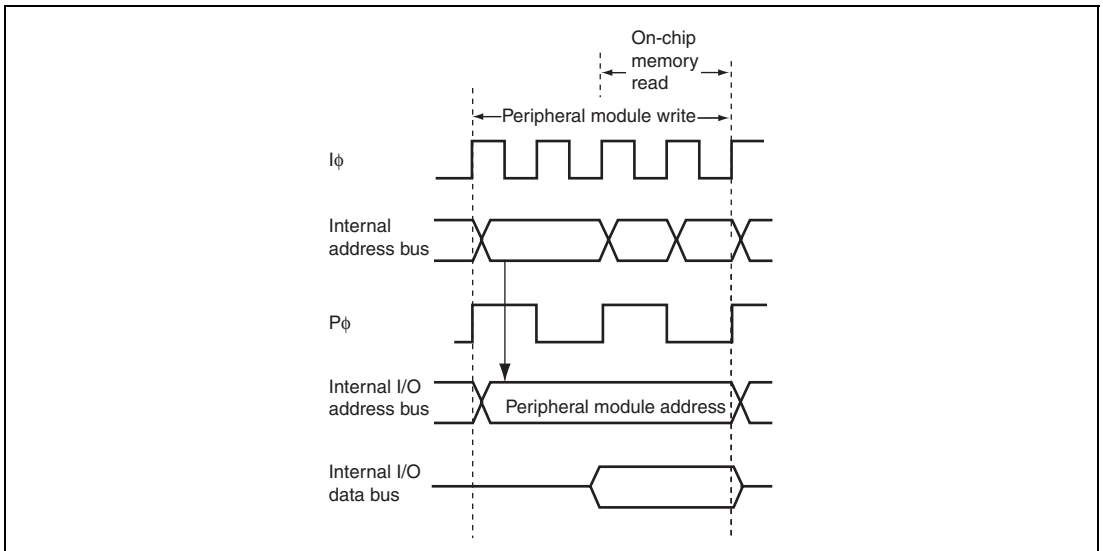 On-chip
memory
read
Peripheral module write
Iϕ
Internal
address bus
Pϕ
Internal I/O
address bus
Peripheral module address
Internal I/O
data bus